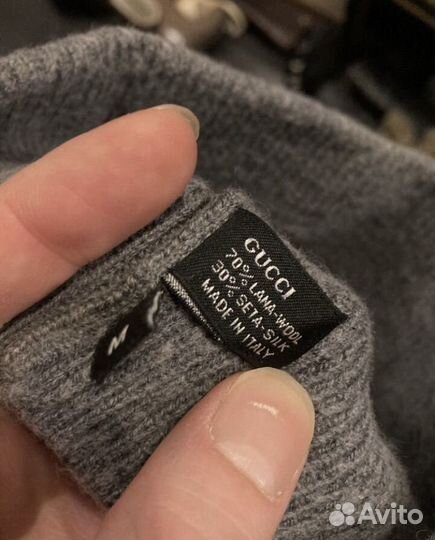 GUCCI
70% LANA-WOOL
30% SETA-SILK
MADE IN ITALY
M
Avito